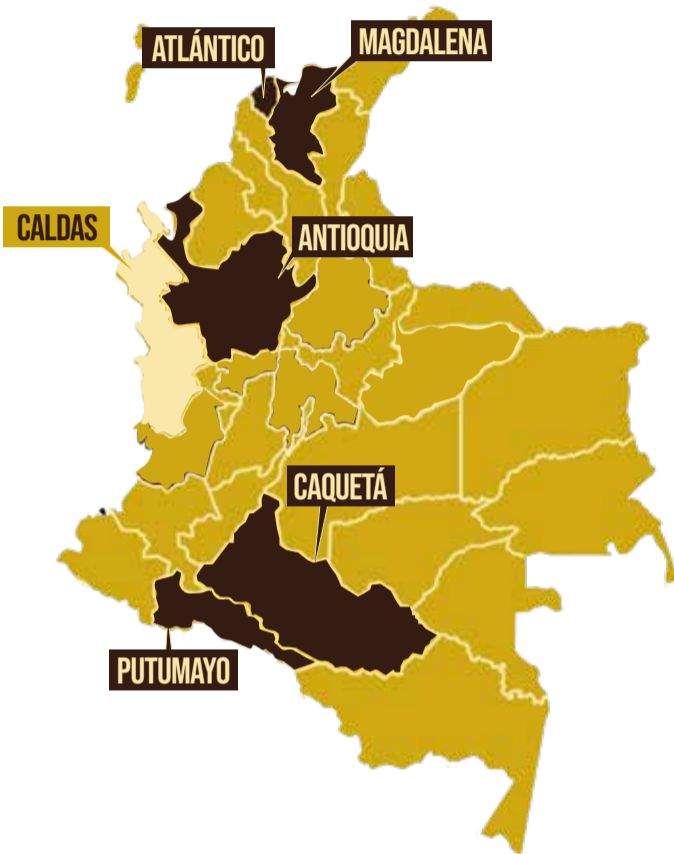 ATLÁNTICO
MAGDALENA
CALDAS
ANTIOQUIA
CAQUETÁ
PUTUMAYO